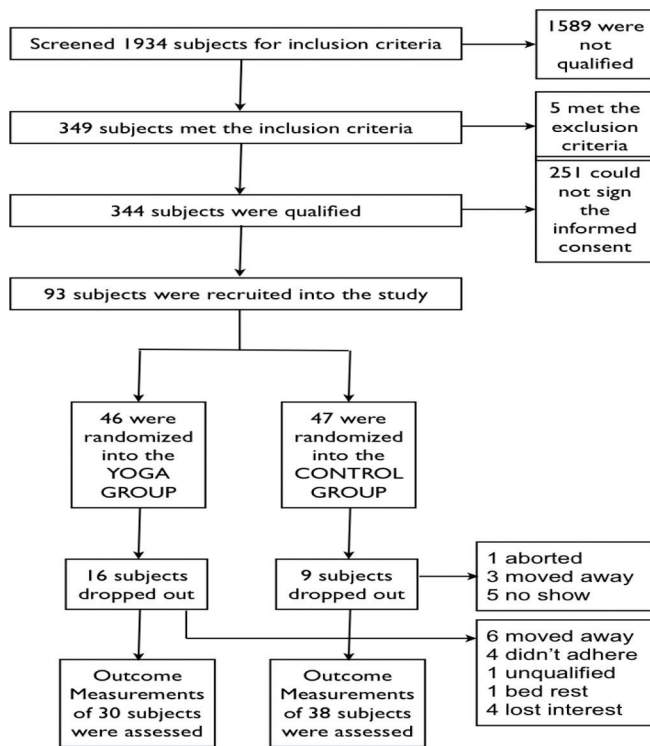 Screened 1934 subjects for inclusion criteria
1589 were
not
qualified
349 subjects met the inclusion criteria
5 met the
exclusion
criteria
344 subjects were qualified
251 could
not sign
the
informed
consent
93 subjects were recruited into the study
46 were
randomized
into the
YOGA
GROUP
47 were
randomized
into the
CONTROL
GROUP
16 subjects
dropped out
9 subjects
dropped out
1 aborted
3 moved away
5 no show
6 moved away
4 didn't adhere
1 unqualified
1 bed rest
4 lost interest
Outcome
Measurements
of 30 subjects
were assessed
Outcome
Measurements
of 38 subjects
were assessed